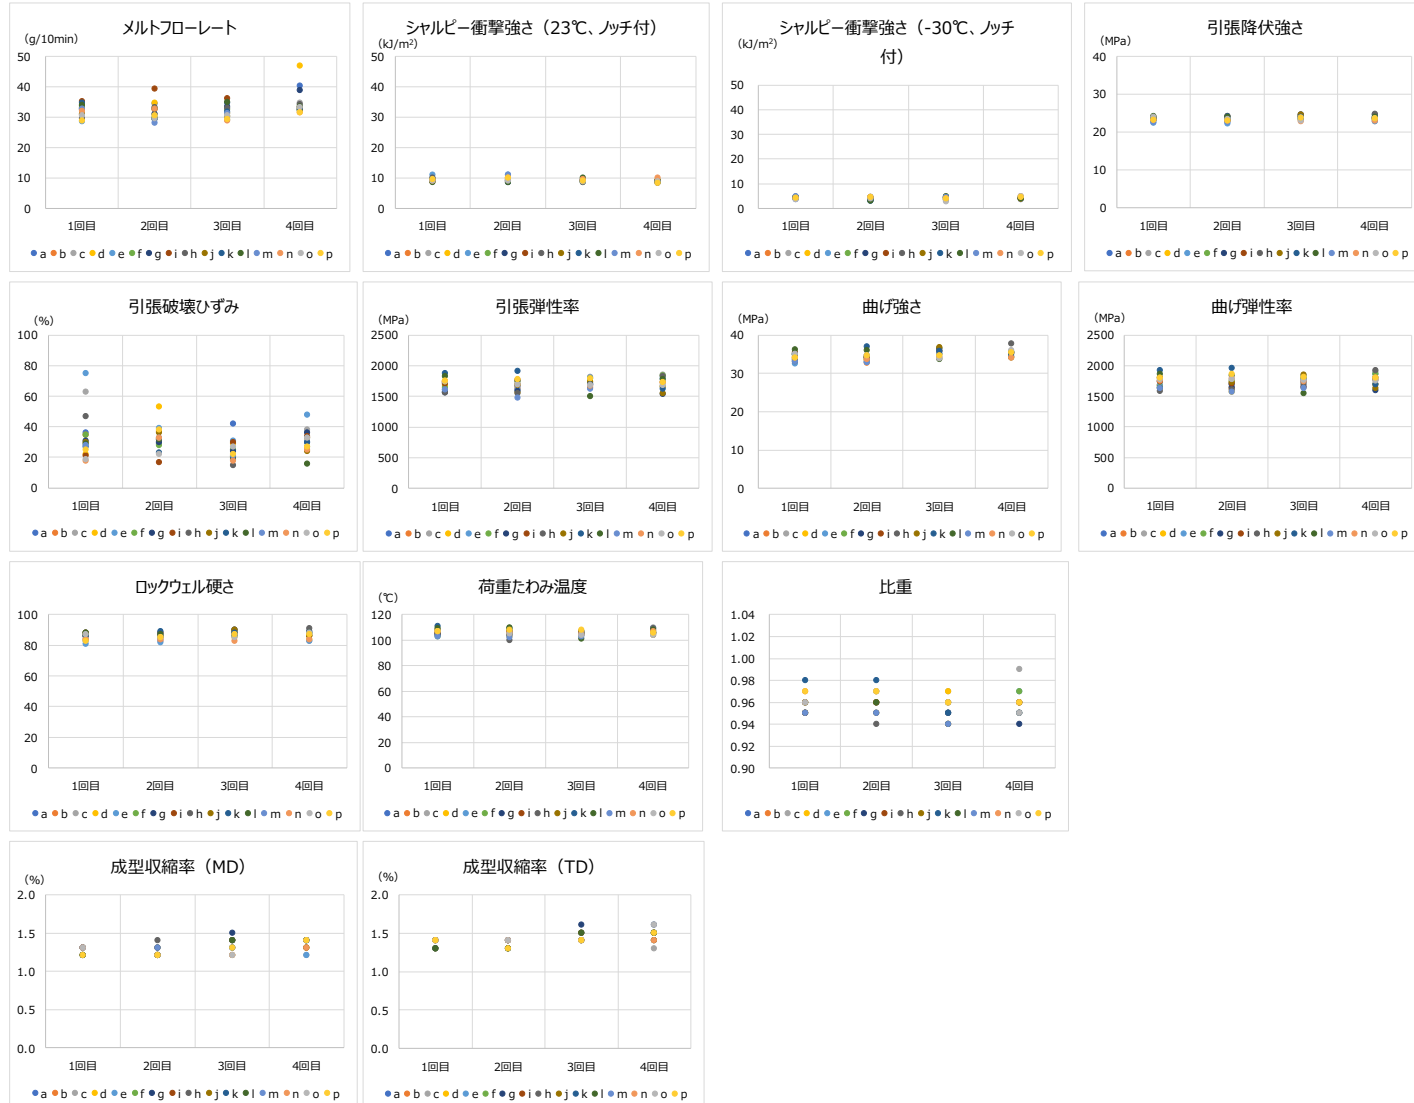 メルトフローレート
(g/10min)
50
40
30
20
10
0
1回目 2回目 3回目 4回目
a b c d e f g i h j k l m n o p
シャルピー衝撃強さ（23℃、ノッチ付）
(kJ/m²)
50
40
30
20
10
0
1回目 2回目 3回目 4回目
a b c d e f g i h j k l m n o p
シャルピー衝撃強さ（-30℃、ノッチ
付）
(kJ/m²)
50
40
30
20
10
0
1回目 2回目 3回目 4回目
a b c d e f g i h j k l m n o p
引張降伏強さ
(MPa)
40
30
20
10
0
1回目 2回目 3回目 4回目
a b c d e f g i h j k l m n o p
引張破壊ひずみ
(%)
100
80
60
40
20
0
1回目 2回目 3回目 4回目
a b c d e f g i h j k l m n o p
引張弾性率
(MPa)
2500
2000
1500
1000
500
0
1回目 2回目 3回目 4回目
a b c d e f g i h j k l m n o p
曲げ強さ
(MPa)
40
30
20
10
0
1回目 2回目 3回目 4回目
a b c d e f g i h j k l m n o p
曲げ弾性率
(MPa)
2500
2000
1500
1000
500
0
1回目 2回目 3回目 4回目
a b c d e f g i h j k l m n o p
ロックウェル硬さ
100
80
60
40
20
0
1回目 2回目 3回目 4回目
a b c d e f g i h j k l m n o p
荷重たわみ温度
(℃)
120
100
80
60
40
20
0
1回目 2回目 3回目 4回目
a b c d e f g i h j k l m n o p
比重
1.04
1.02
1.00
0.98
0.96
0.94
0.92
0.90
1回目 2回目 3回目 4回目
a b c d e f g i h j k l m n o p
成型収縮率（MD）
(%)
2.0
1.5
1.0
0.5
0.0
1回目 2回目 3回目 4回目
a b c d e f g i h j k l m n o p
成型収縮率（TD）
(%)
2.0
1.5
1.0
0.5
0.0
1回目 2回目 3回目 4回目
a b c d e f g i h j k l m n o p